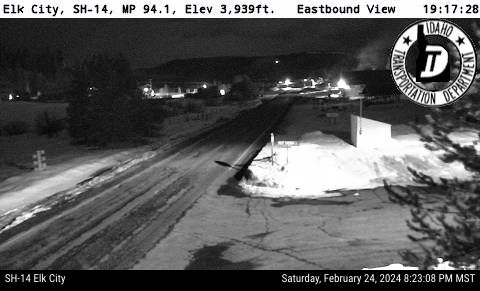 Elk City, SH-14, MP 94.1, Elev 3,939ft. Eastbound View 19:17:28
IDAHO
TRANSPORTATION DEPARTMENT
SH-14 Elk City Saturday, February 24, 2024 8:23:08 PM MST